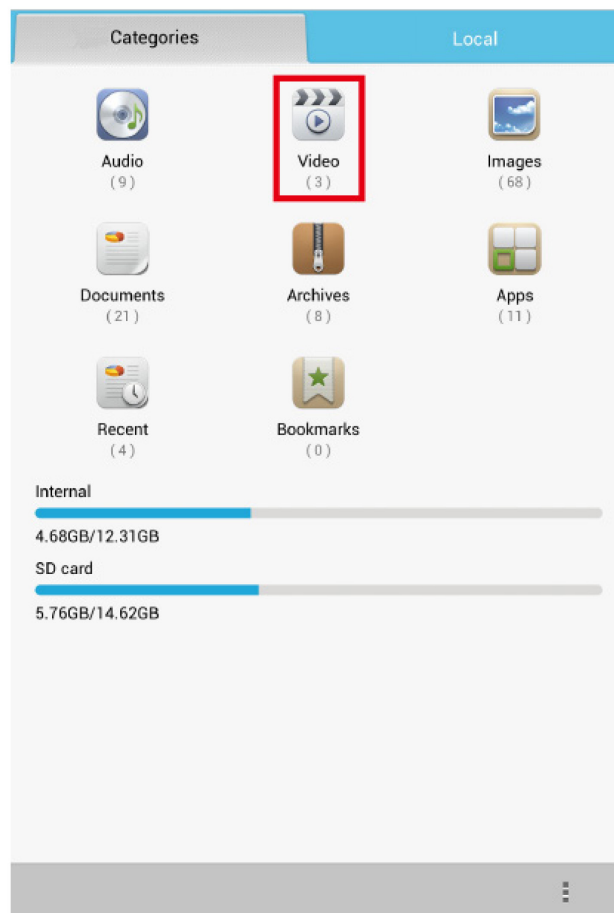 Categories
Local
Audio
Video
Images
( 9 )
( 3 )
( 68 )
Documents
Archives
Apps
( 21 )
( 8 )
( 11 )
Recent
Bookmarks
( 4 )
( 0 )
Internal
4.68GB/12.31GB
SD card
5.76GB/14.62GB